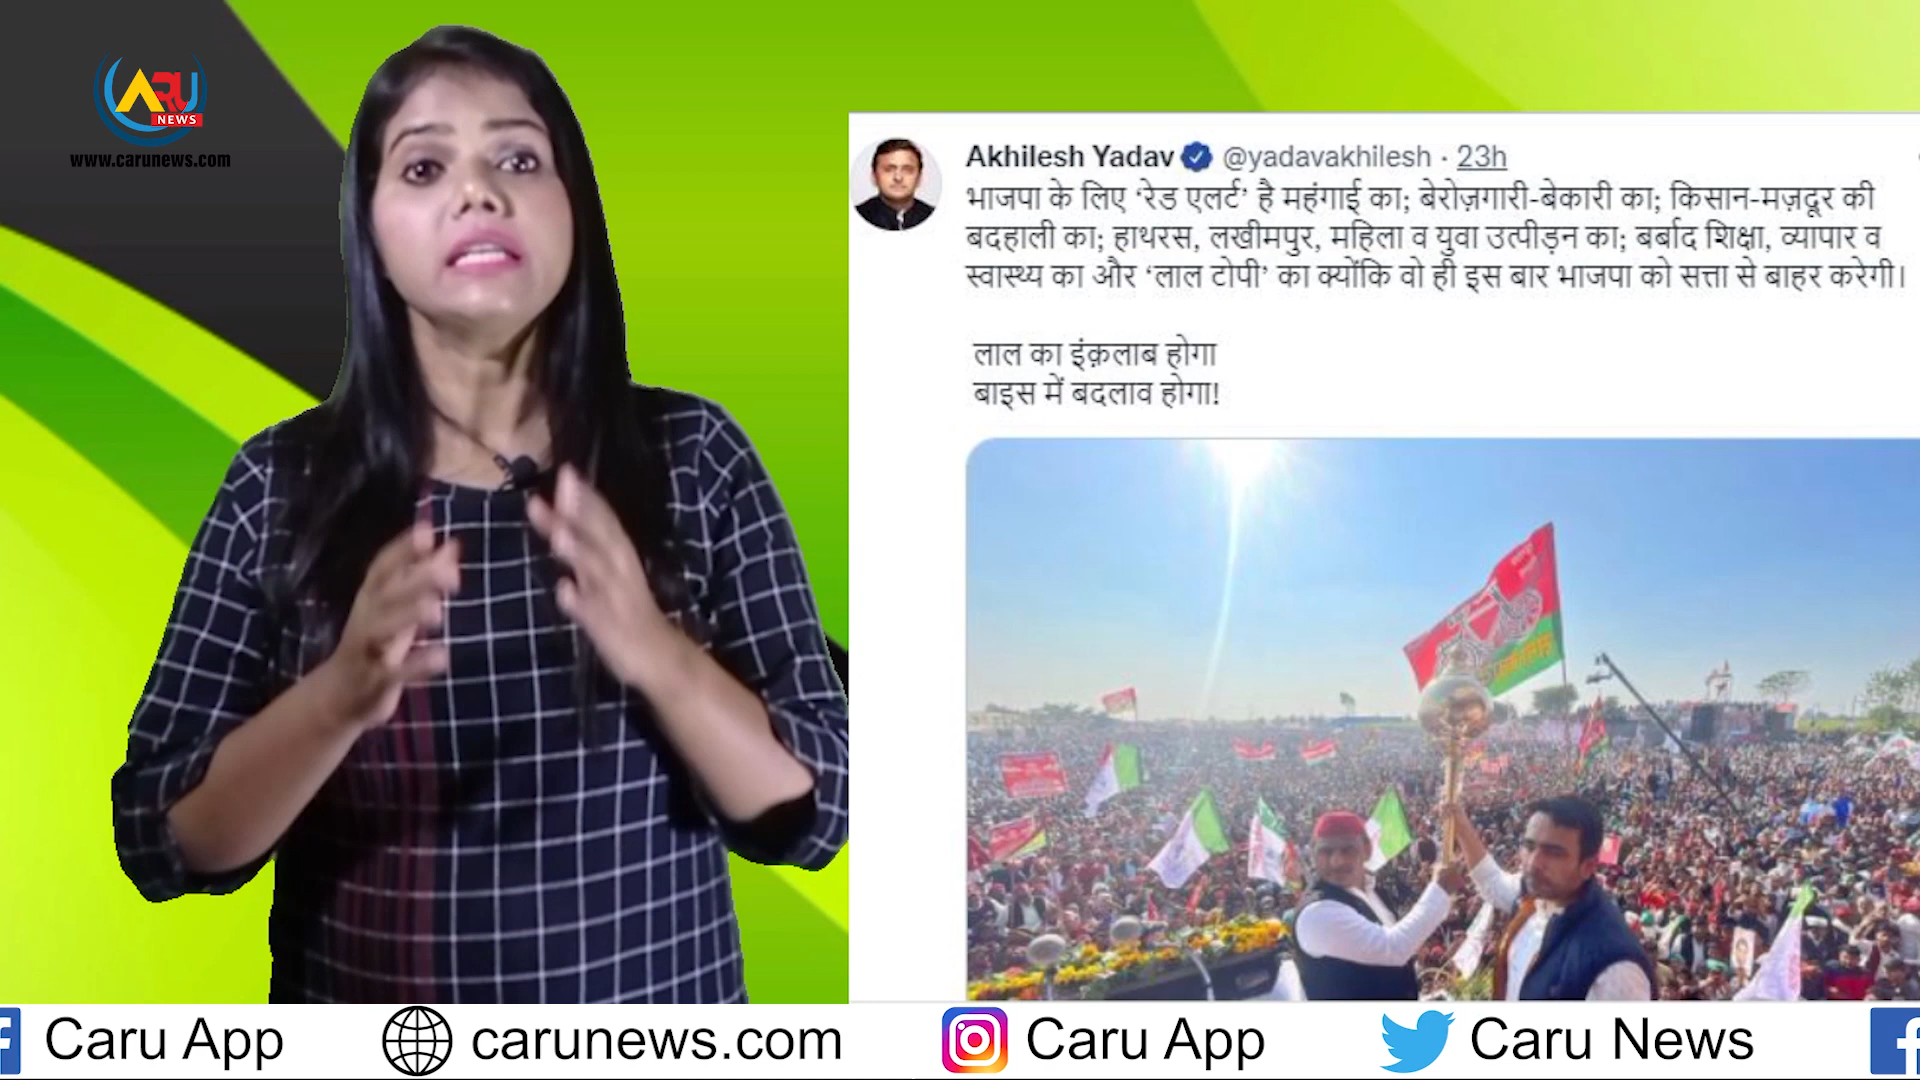 ARU
NEWS
www.carunews.com
Akhilesh Yadav @yadavakhilesh · 23h
भाजपा के लिए ‘रेड एलर्ट’ है महंगाई का; बेरोज़गारी-बेकारी का; किसान-मज़दूर की
बदहाली का; हाथरस, लखीमपुर, महिला व युवा उत्पीड़न का; बर्बाद शिक्षा, व्यापार व
स्वास्थ्य का और ‘लाल टोपी’ का क्योंकि वो ही इस बार भाजपा को सत्ता से बाहर करेगी।
लाल का इंक़लाब होगा
बाइस में बदलाव होगा!
Caru App
carunews.com
Caru App
Caru News